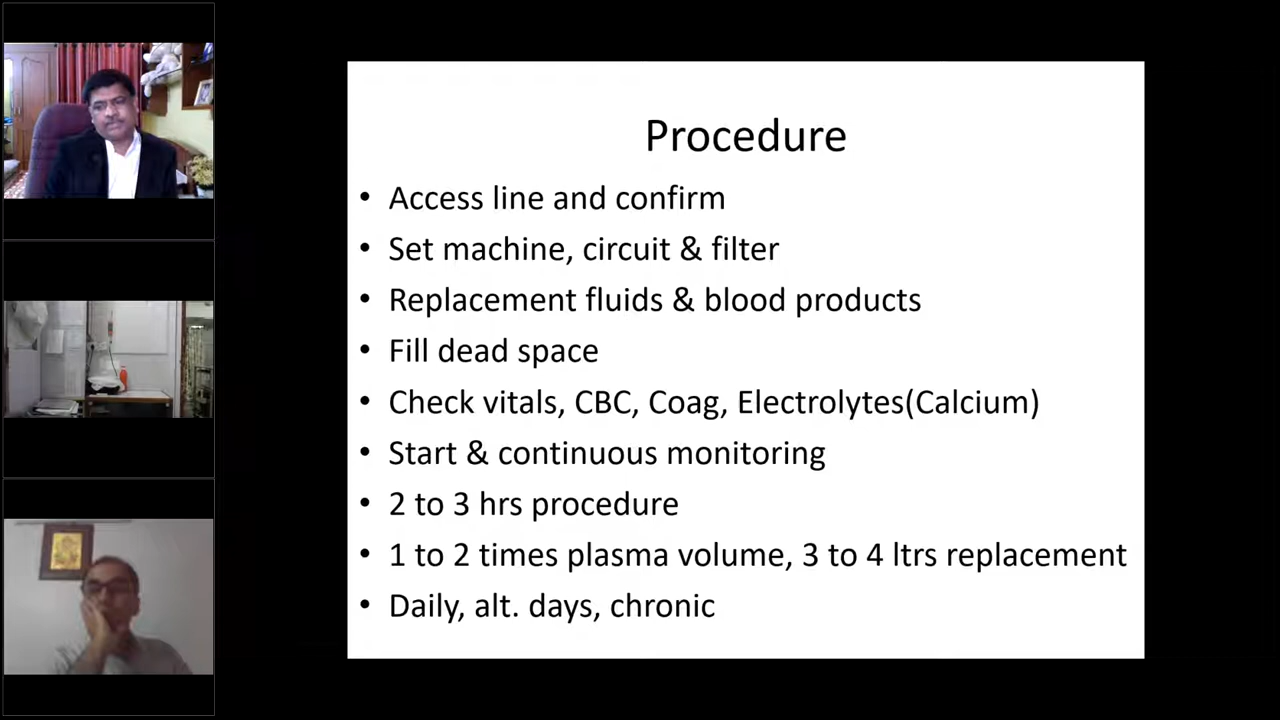 Procedure
• Access line and confirm
• Set machine, circuit & filter
• Replacement fluids & blood products
• Fill dead space
• Check vitals, CBC, Coag, Electrolytes(Calcium)
• Start & continuous monitoring
• 2 to 3 hrs procedure
• 1 to 2 times plasma volume, 3 to 4 ltrs replacement
• Daily, alt. days, chronic